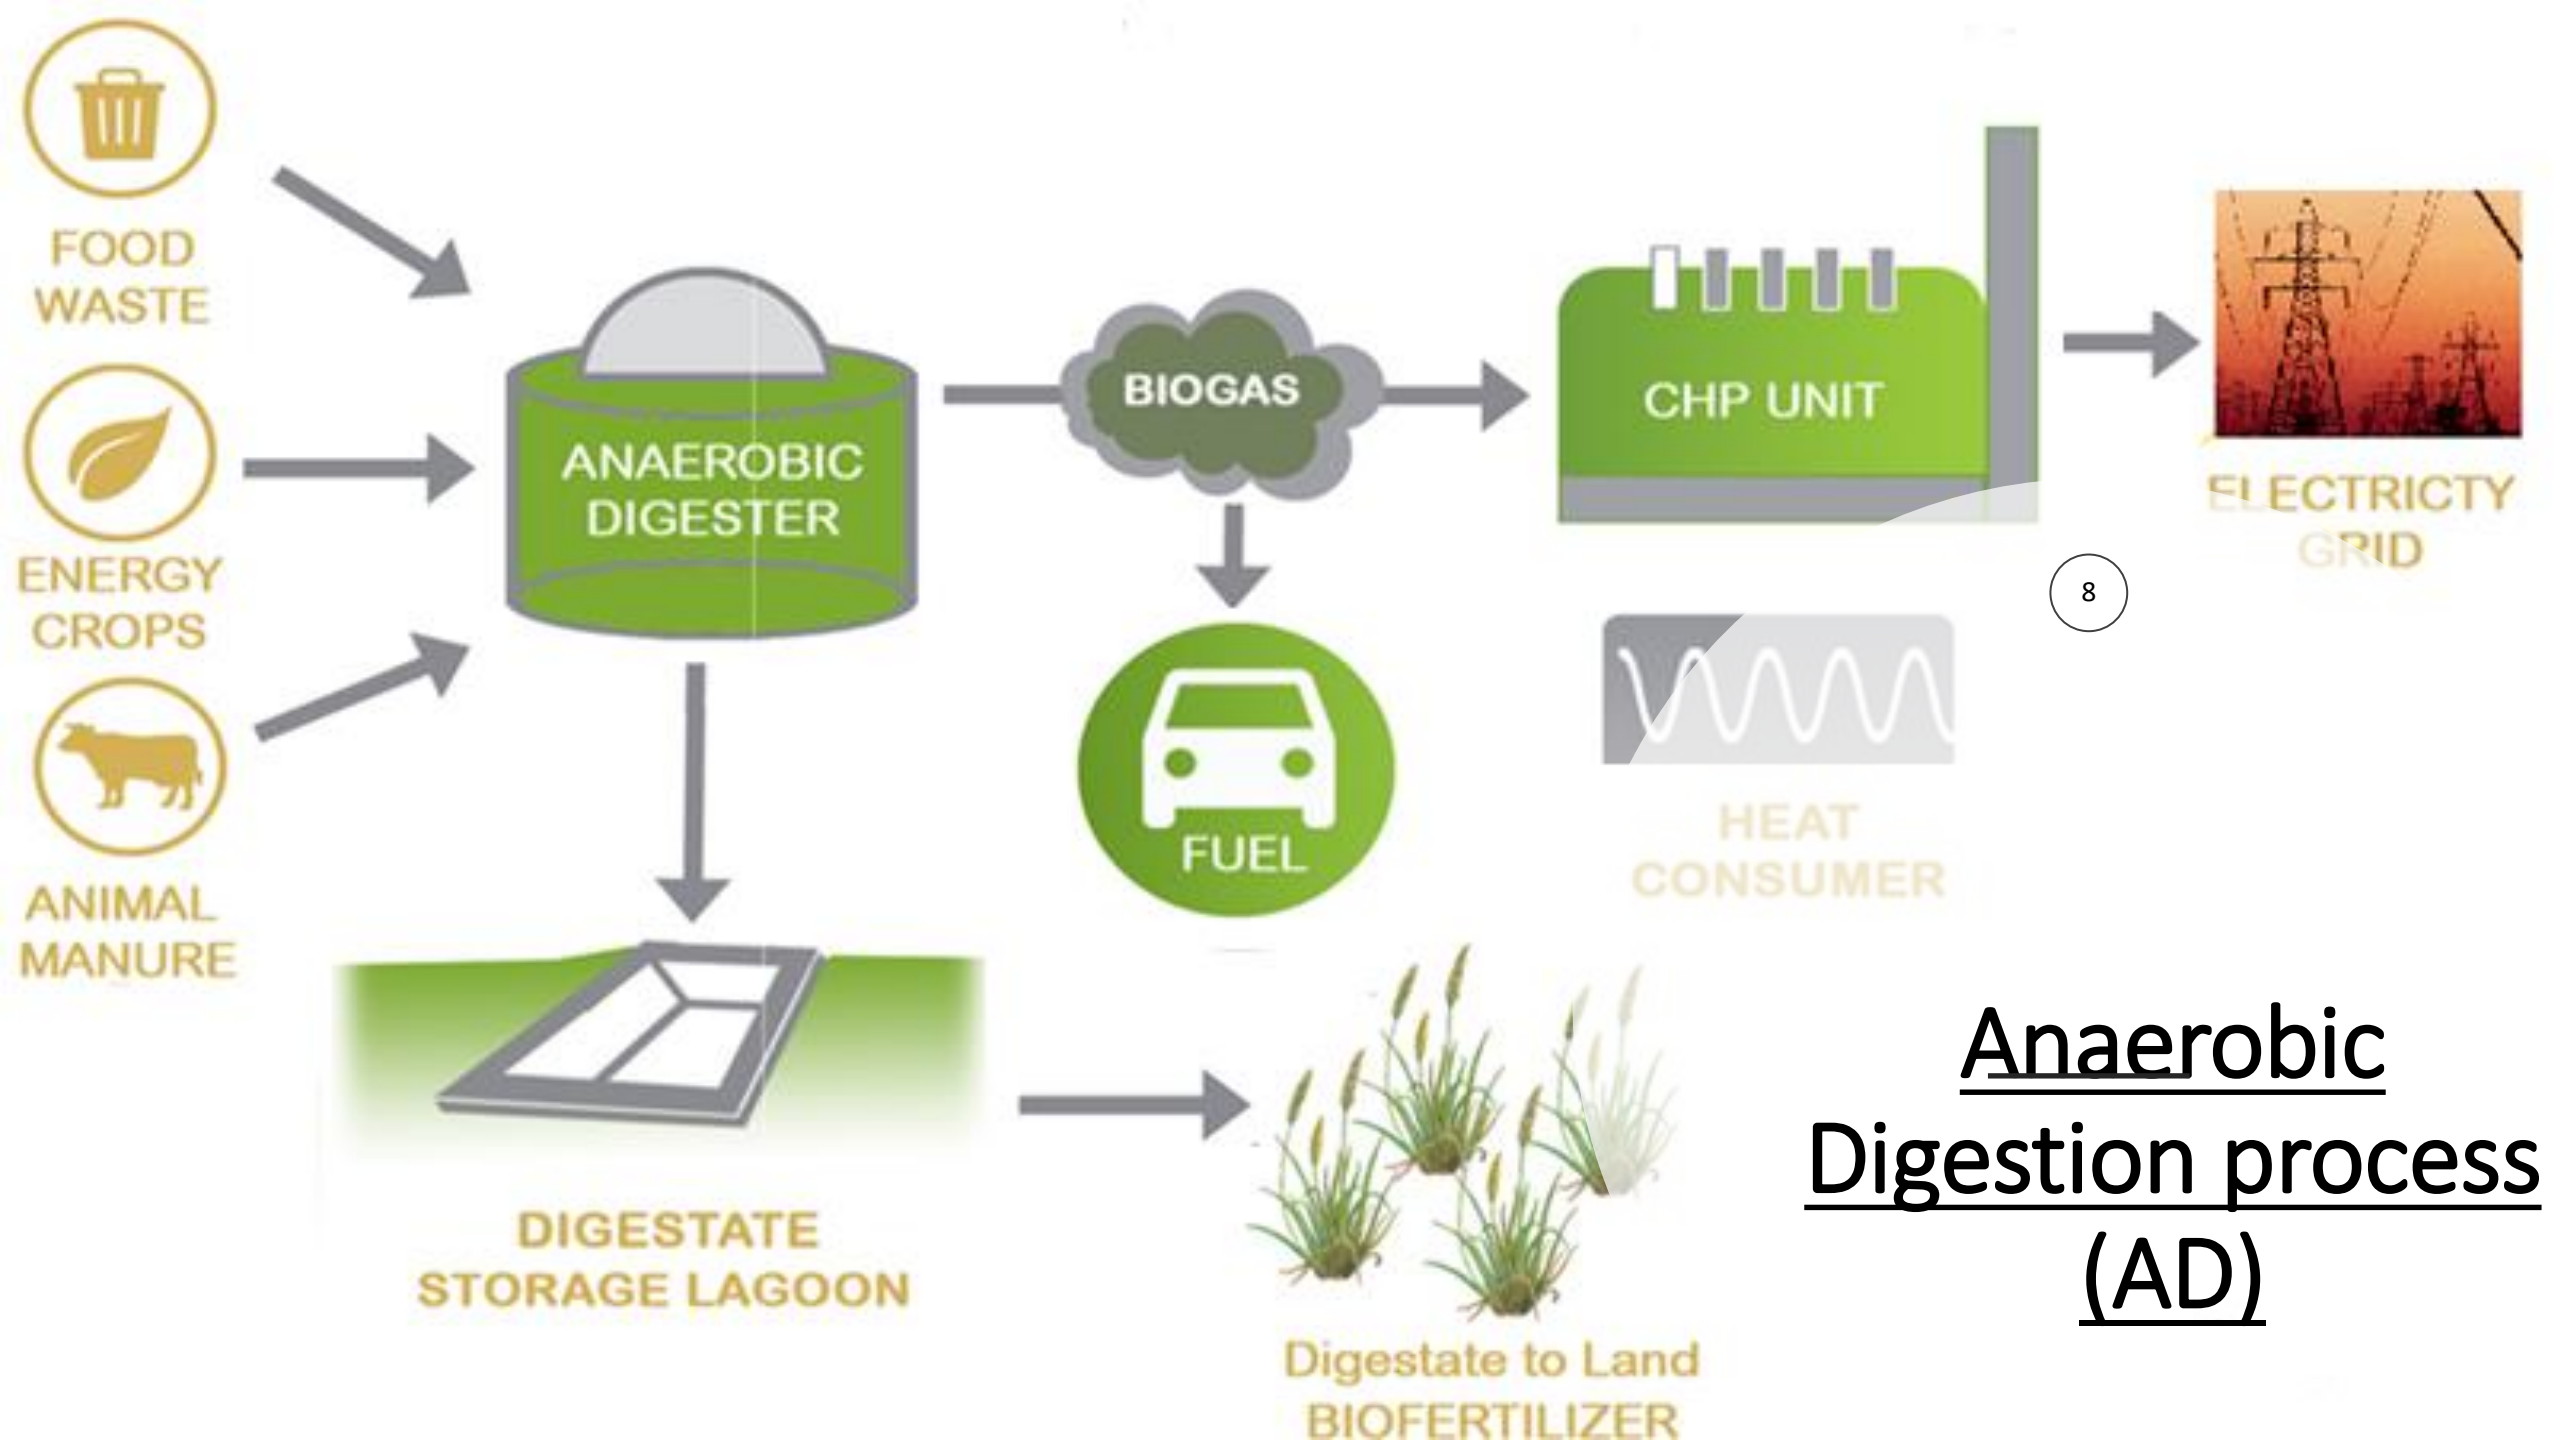 FOOD
WASTE
ENERGY
CROPS
ANIMAL
MANURE
ANAEROBIC
DIGESTER
BIOGAS
CHP UNIT
ELECTRICTY
GRID
8
FUEL
HEAT
CONSUMER
DIGESTATE
STORAGE LAGOON
Digestate to Land
BIOFERTILIZER
Anaerobic
Digestion process
(AD)